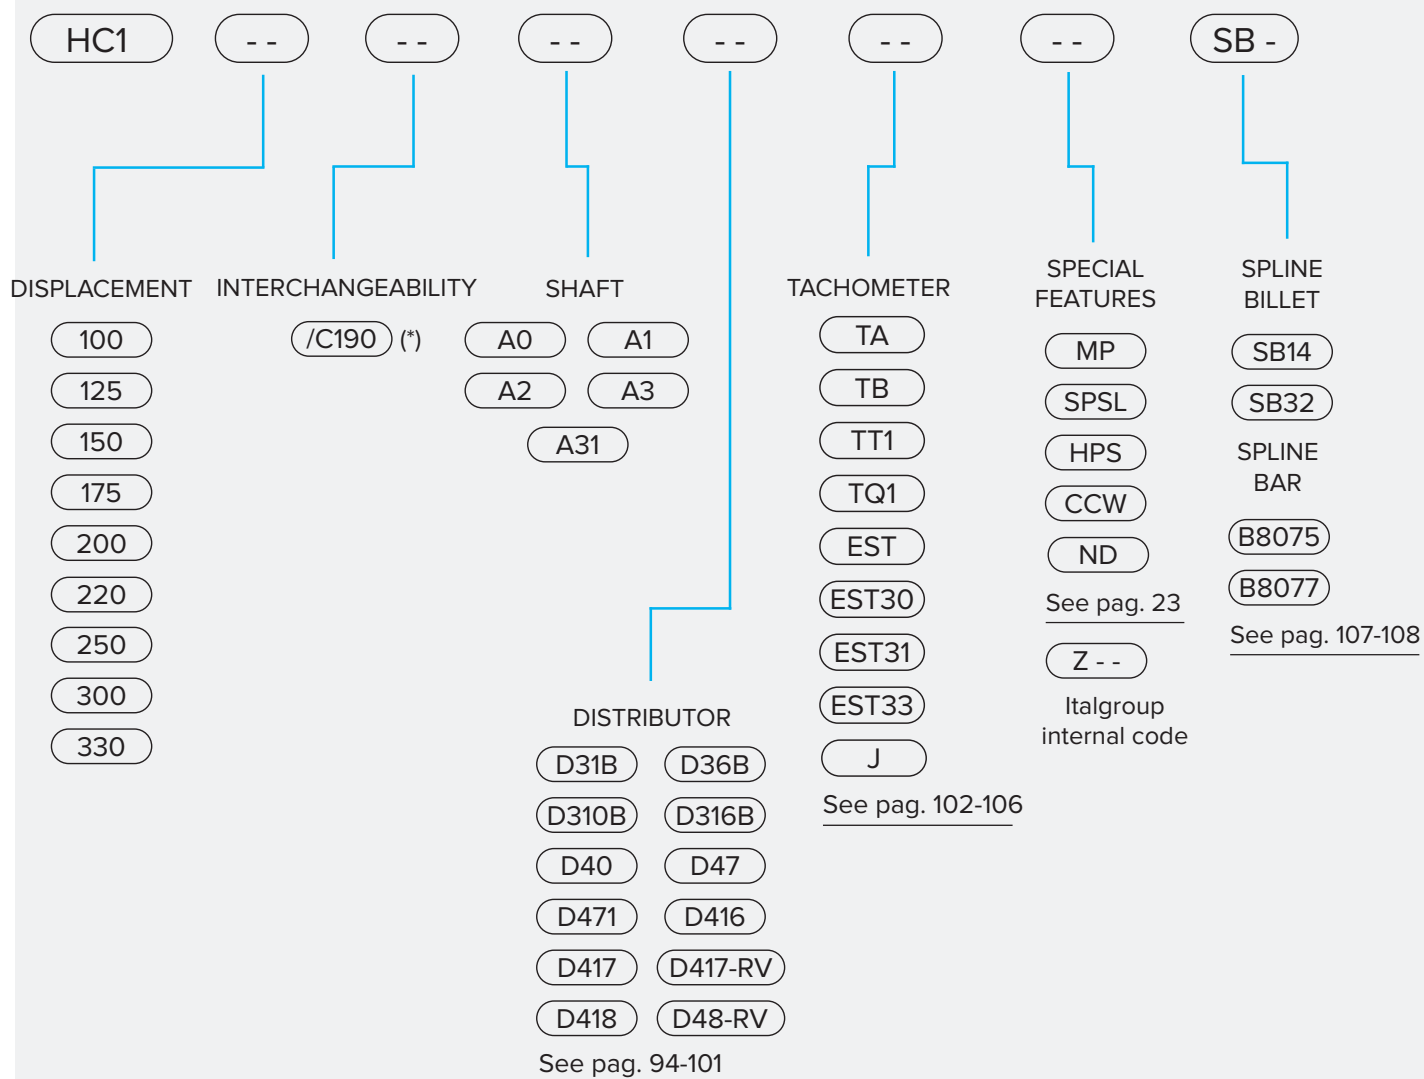 HC1 -- -- -- -- -- -- SB -
DISPLACEMENT
100
125
150
175
200
220
250
300
330
INTERCHANGEABILITY
/C190 (*)
SHAFT
A0 A1
A2 A3
A31
DISTRIBUTOR
D31B D36B
D310B D316B
D40 D47
D471 D416
D417 D417-RV
D418 D48-RV
See pag. 94-101
TACHOMETER
TA
TB
TT1
TQ1
EST
EST30
EST31
EST33
J
See pag. 102-106
SPECIAL
FEATURES
MP
SPSL
HPS
CCW
ND
See pag. 23
Z - -
Italgroup
internal code
SPLINE
BILLET
SB14
SB32
SPLINE
BAR
B8075
B8077
See pag. 107-108